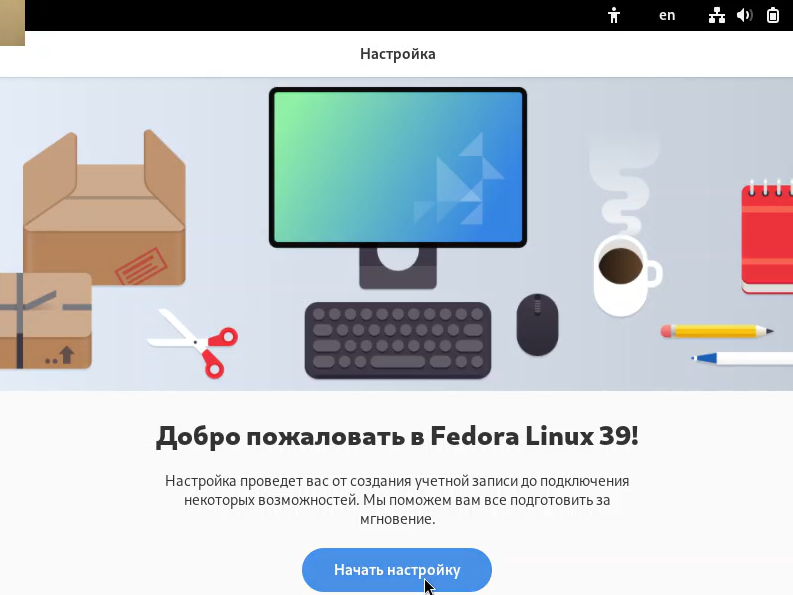 en
Настройка
Добро пожаловать в Fedora Linux 39!
Настройка проведет вас от создания учетной записи до подключения
некоторых возможностей. Мы поможем вам все подготовить за
мгновение.
Начать настройку